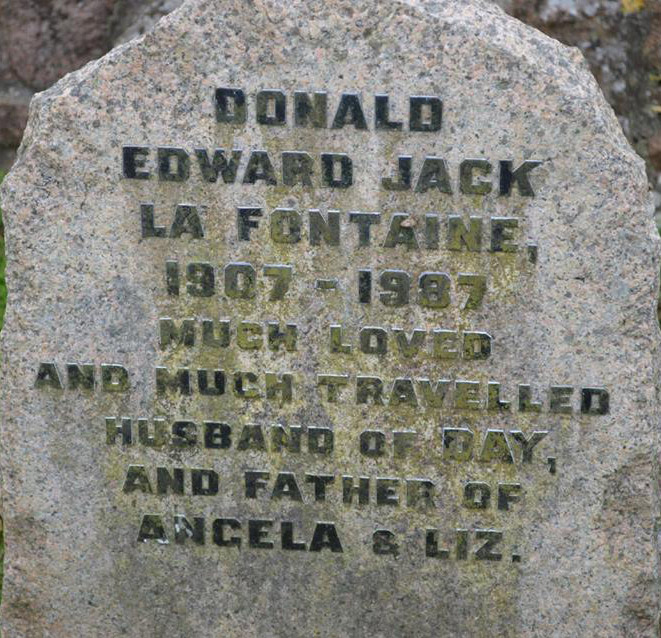 DONALD
EDWARD JACK
LA FONTAINE,
1907 - 1987
MUCH LOVED
AND MUCH TRAVELLED
HUSBAND OF DAY,
AND FATHER OF
ANGELA & LIZ.